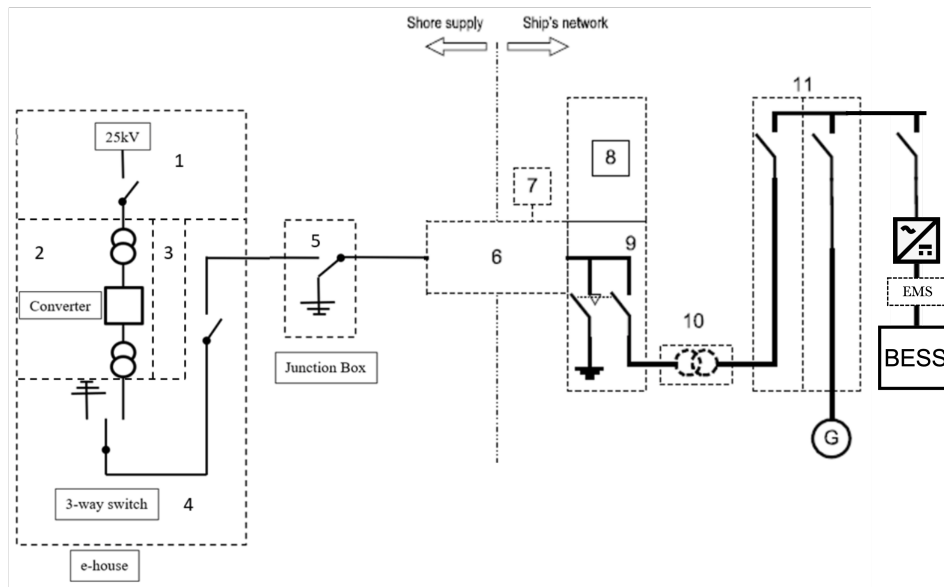 Shore supply
Ship's network
11
25kV
1
8
7
2
3
5
6
9
Converter
EMS
10
Junction Box
BESS
G
3-way switch
4
e-house